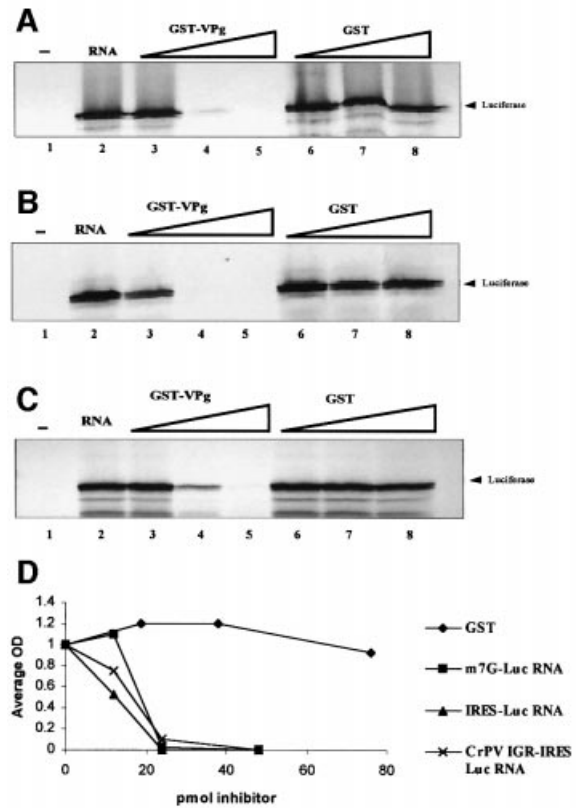 A
GST-VPg GST
– RNA
Luciferase
1 2 3 4 5 6 7 8
B
GST-VPg GST
– RNA
Luciferase
1 2 3 4 5 6 7 8
C
GST-VPg GST
– RNA
Luciferase
1 2 3 4 5 6 7 8
D
1.4
1.2
1
0.8
0.6
0.4
0.2
0
Average OD
0 20 40 60 80
pmol inhibitor
GST
m7G-Luc RNA
IRES-Luc RNA
CrPV IGR-IRES
Luc RNA